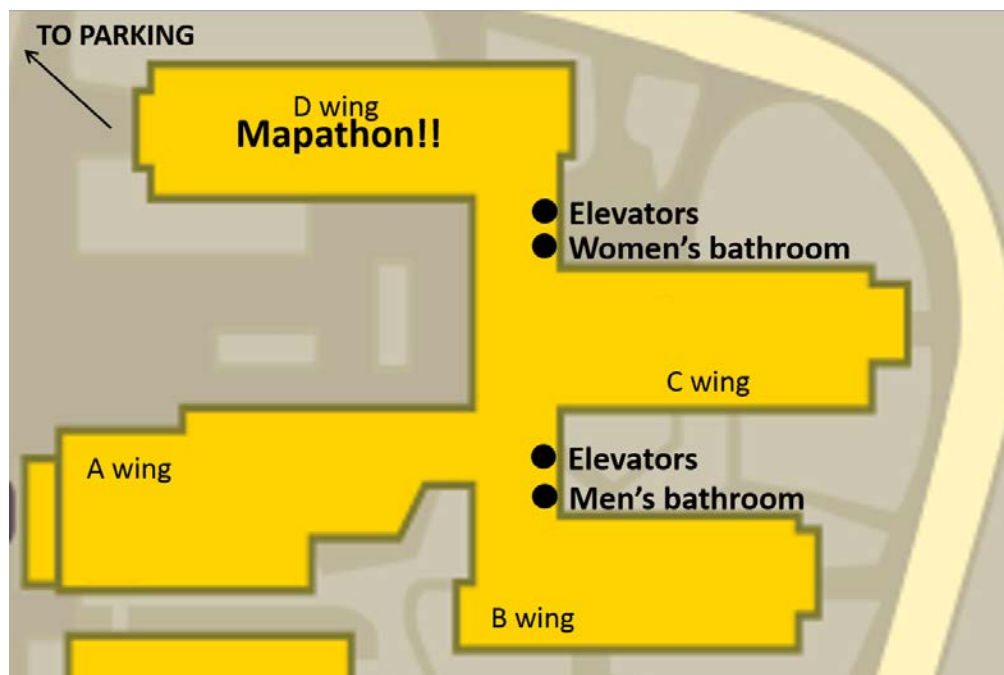 TO PARKING
D wing
Mapathon!!
Elevators
Women's bathroom
C wing
A wing
Elevators
Men's bathroom
B wing